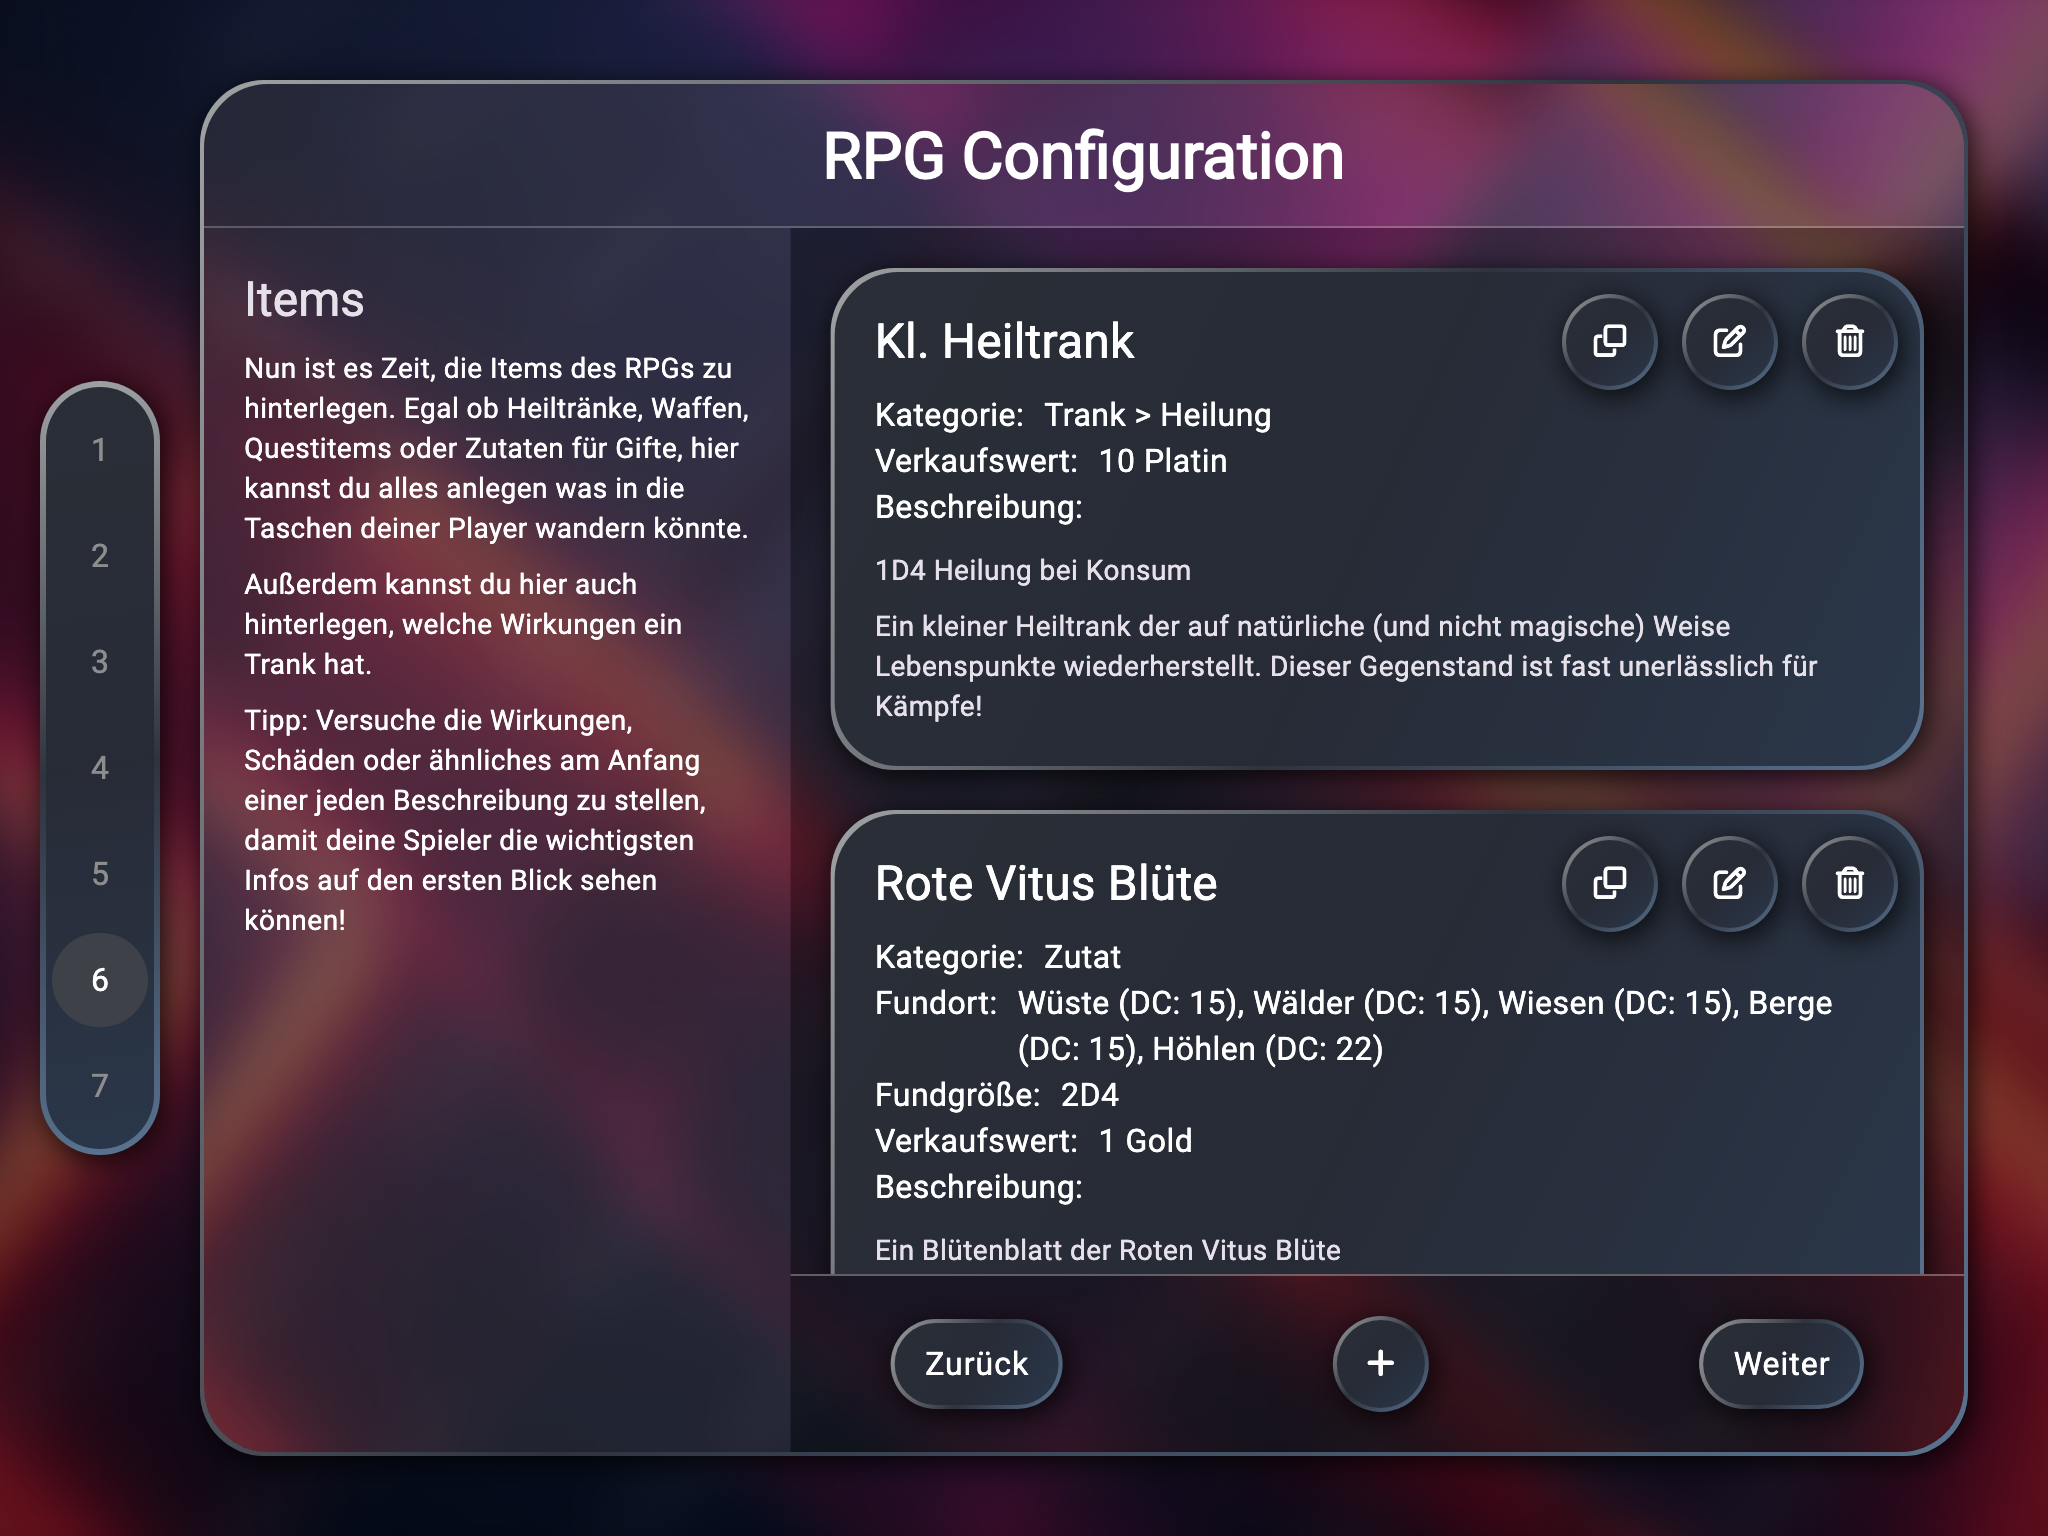 RPG Configuration
1
2
3
4
5
6
7
Items
Nun ist es Zeit, die Items des RPGs zu
hinterlegen. Egal ob Heiltränke, Waffen,
Questitems oder Zutaten für Gifte, hier
kannst du alles anlegen was in die
Taschen deiner Player wandern könnte.
Außerdem kannst du hier auch
hinterlegen, welche Wirkungen ein
Trank hat.
Tipp: Versuche die Wirkungen,
Schäden oder ähnliches am Anfang
einer jeden Beschreibung zu stellen,
damit deine Spieler die wichtigsten
Infos auf den ersten Blick sehen
können!
Kl. Heiltrank
Kategorie: Trank > Heilung
Verkaufswert: 10 Platin
Beschreibung:
1D4 Heilung bei Konsum
Ein kleiner Heiltrank der auf natürliche (und nicht magische) Weise
Lebenspunkte wiederherstellt. Dieser Gegenstand ist fast unerlässlich für
Kämpfe!
Rote Vitus Blüte
Kategorie: Zutat
Fundort: Wüste (DC: 15), Wälder (DC: 15), Wiesen (DC: 15), Berge
(DC: 15), Höhlen (DC: 22)
Fundgröße: 2D4
Verkaufswert: 1 Gold
Beschreibung:
Ein Blütenblatt der Roten Vitus Blüte
Zurück
+
Weiter